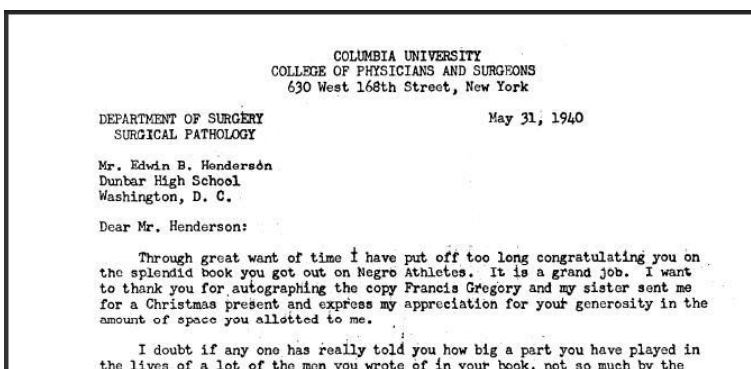 COLUMBIA UNIVERSITY
COLLEGE OF PHYSICIANS AND SURGEONS
630 West 168th Street, New York
DEPARTMENT OF SURGERY May 31, 1940
SURGICAL PATHOLOGY
Mr. Edwin B. Henderson
Dunbar High School
Washington, D. C.
Dear Mr. Henderson:
Through great want of time I have put off too long congratulating you on
the splendid book you got out on Negro Athletes. It is a grand job. I want
to thank you for autographing the copy Francis Gregory and my sister sent me
for a Christmas present and express my appreciation for your generosity in the
amount of space you allotted to me.
I doubt if any one has really told you how big a part you have played in
the lives of a lot of the men you wrote of in your book, not so much by the